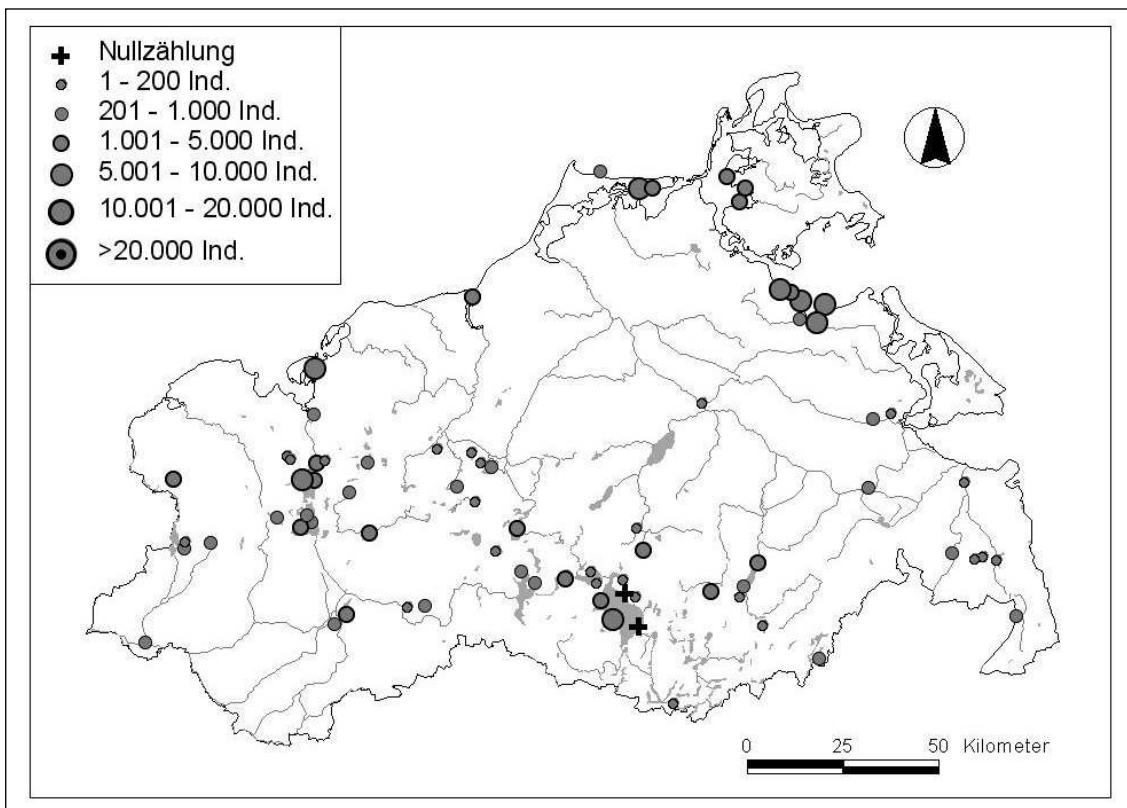 Nullzählung
1 - 200 Ind.
201 - 1.000 Ind.
1.001 - 5.000 Ind.
5.001 - 10.000 Ind.
10.001 - 20.000 Ind.
>20.000 Ind.
0 25 50 Kilometer